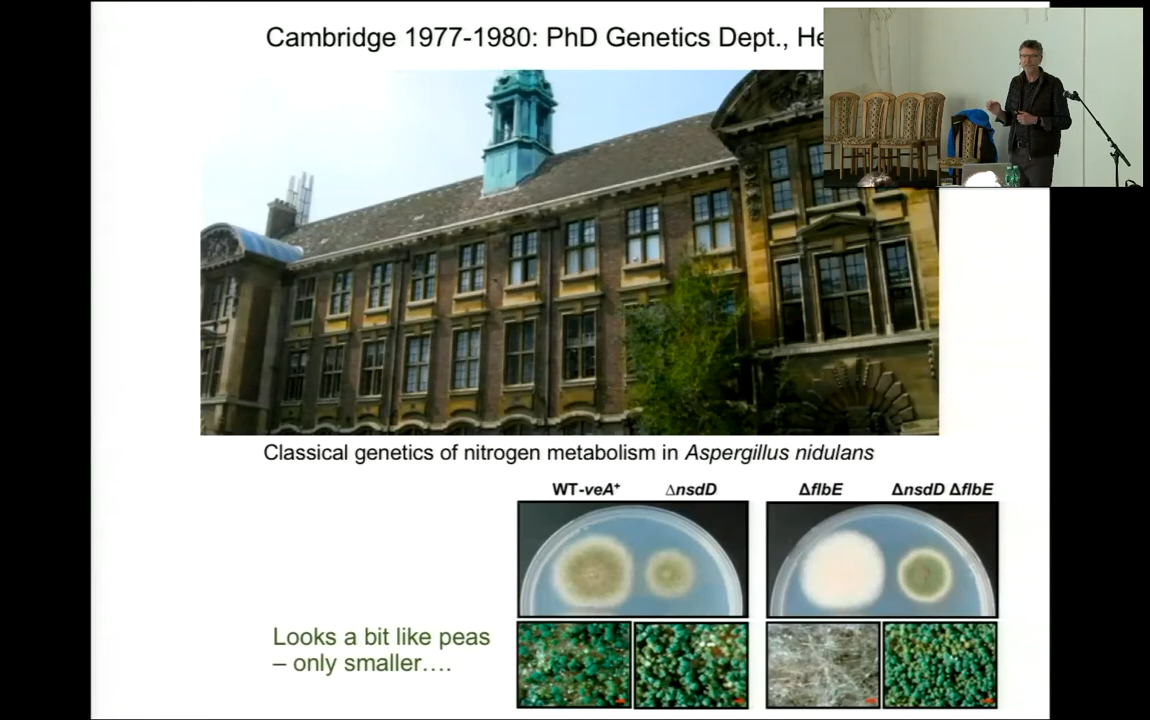 Cambridge 1977-1980: PhD Genetics Dept.,
Classical genetics of nitrogen metabolism in Aspergillus nidulans
WT-veA⁺ ΔnsdD ΔflbE ΔnsdD ΔflbE
Looks a bit like peas
– only smaller….